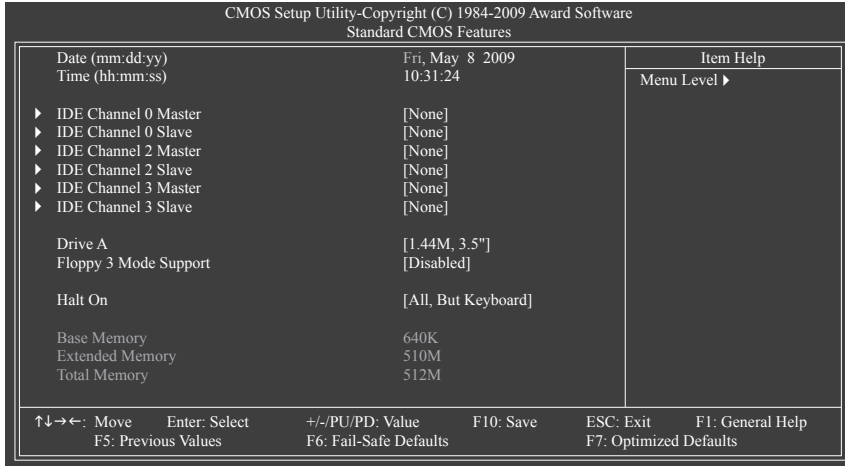 CMOS Setup Utility-Copyright (C) 1984-2009 Award Software
Standard CMOS Features
Date (mm:dd:yy) Fri, May 8 2009
Time (hh:mm:ss) 10:31:24
IDE Channel 0 Master [None]
IDE Channel 0 Slave [None]
IDE Channel 2 Master [None]
IDE Channel 2 Slave [None]
IDE Channel 3 Master [None]
IDE Channel 3 Slave [None]
Drive A [1.44M, 3.5"]
Floppy 3 Mode Support [Disabled]
Halt On [All, But Keyboard]
Base Memory 640K
Extended Memory 510M
Total Memory 512M
Item Help
Menu Level
↑↓→←: Move Enter: Select +/-/PU/PD: Value F10: Save ESC: Exit F1: General Help
F5: Previous Values F6: Fail-Safe Defaults F7: Optimized Defaults